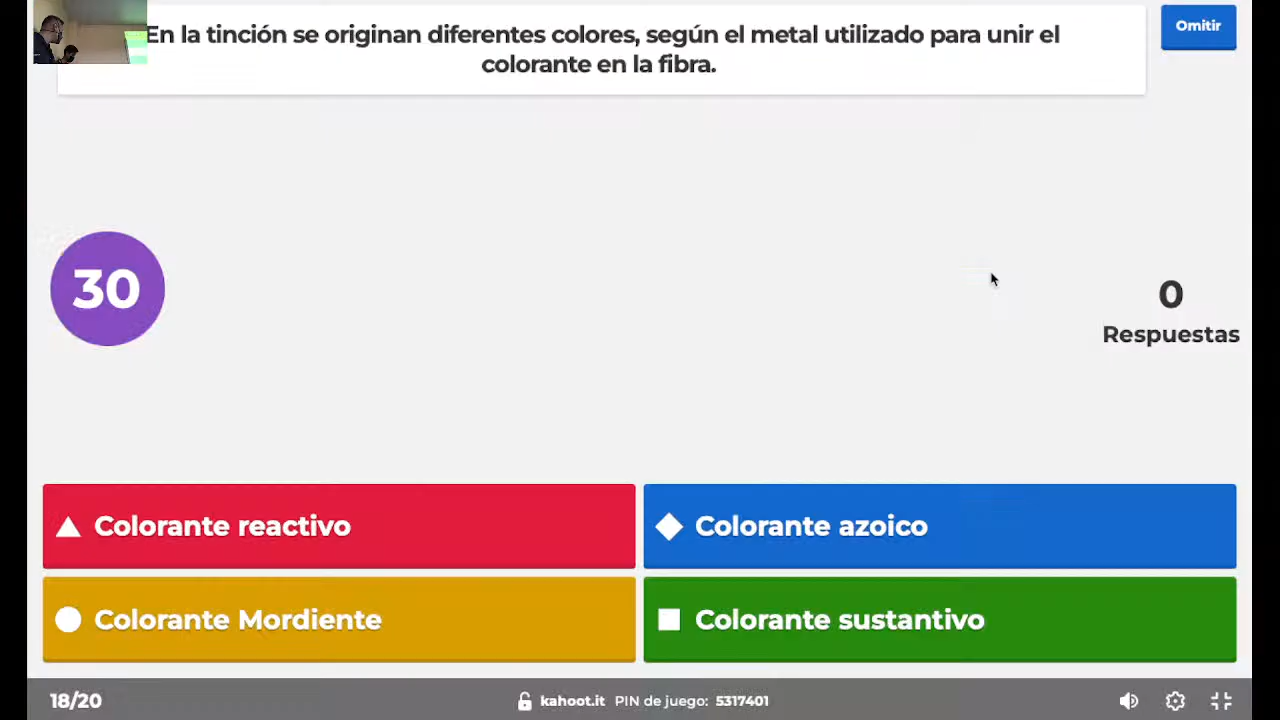 En la tinción se originan diferentes colores, según el metal utilizado para unir el
colorante en la fibra.
Omitir
30
0
Respuestas
Colorante reactivo
Colorante azoico
Colorante Mordiente
Colorante sustantivo
18/20
kahoot.it PIN de juego: 5317401